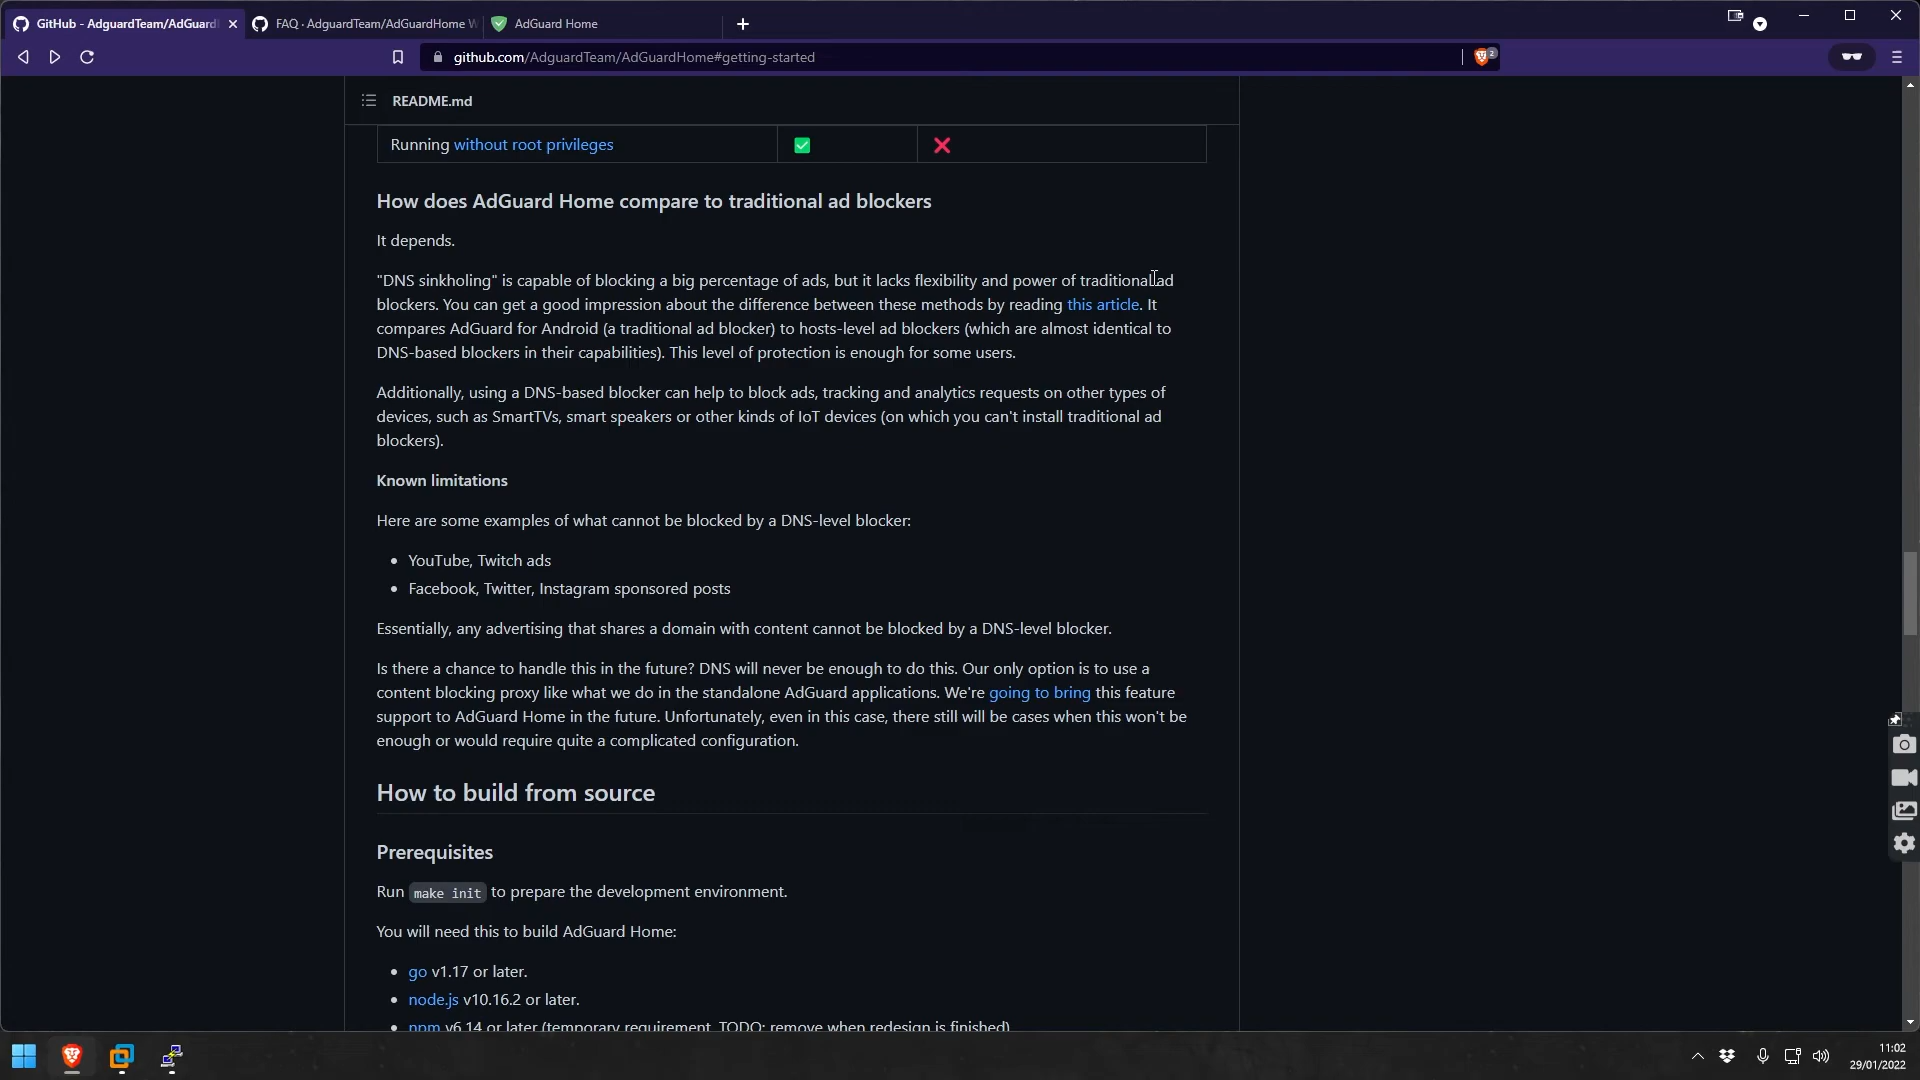 GitHub - AdguardTeam/AdGuard
FAQ · AdguardTeam/AdGuardHome W
AdGuard Home
github.com/AdguardTeam/AdGuardHome#getting-started
2
README.md
Running without root privileges
How does AdGuard Home compare to traditional ad blockers
It depends.
"DNS sinkholing" is capable of blocking a big percentage of ads, but it lacks flexibility and power of traditional ad
blockers. You can get a good impression about the difference between these methods by reading this article. It
compares AdGuard for Android (a traditional ad blocker) to hosts-level ad blockers (which are almost identical to
DNS-based blockers in their capabilities). This level of protection is enough for some users.
Additionally, using a DNS-based blocker can help to block ads, tracking and analytics requests on other types of
devices, such as SmartTVs, smart speakers or other kinds of IoT devices (on which you can't install traditional ad
blockers).
Known limitations
Here are some examples of what cannot be blocked by a DNS-level blocker:
• YouTube, Twitch ads
• Facebook, Twitter, Instagram sponsored posts
Essentially, any advertising that shares a domain with content cannot be blocked by a DNS-level blocker.
Is there a chance to handle this in the future? DNS will never be enough to do this. Our only option is to use a
content blocking proxy like what we do in the standalone AdGuard applications. We're going to bring this feature
support to AdGuard Home in the future. Unfortunately, even in this case, there still will be cases when this won't be
enough or would require quite a complicated configuration.
How to build from source
Prerequisites
Run make init to prepare the development environment.
You will need this to build AdGuard Home:
• go v1.17 or later.
• node.js v10.16.2 or later.
• npm v6.14 or later (temporary requirement, TODO: remove when redesign is finished)
11:02
29/01/2022